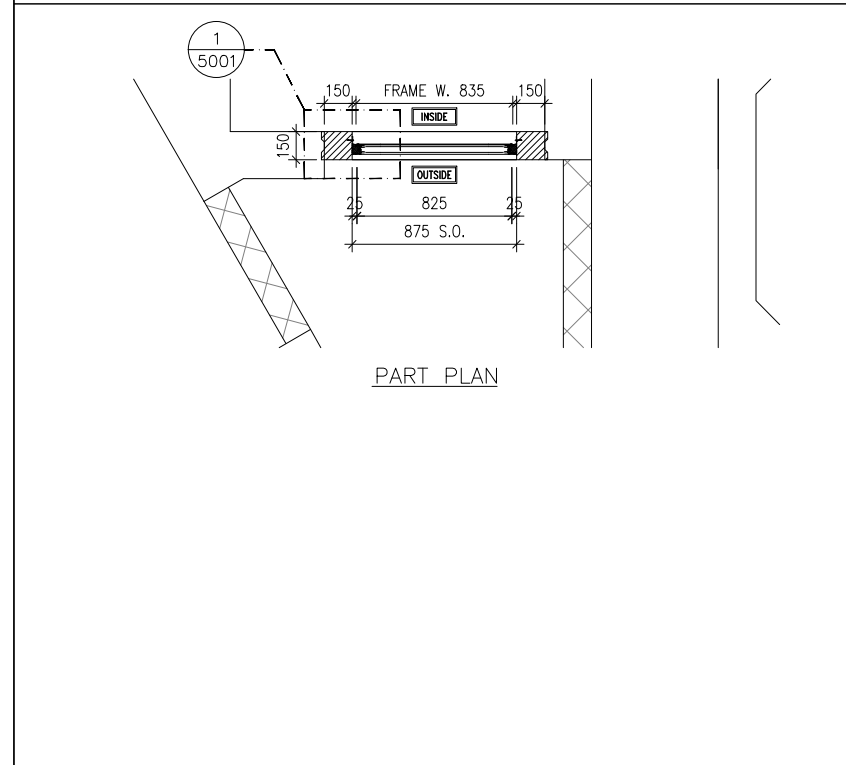 1
5001
150 FRAME W. 835 150
INSIDE
150
OUTSIDE
25 825 25
875 S.O.
PART PLAN